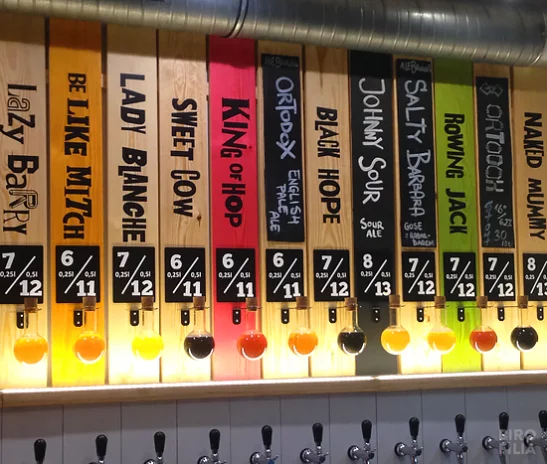 LaZy BaRRY
7
0,25l 0,5l
12
BE LIKE MITCH
6
0,25l 0,5l
11
LADY BLANCHE
7
0,25l 0,5l
12
SWEET COW
6
0,25l 0,5l
11
KING OF HOP
6
0,25l 0,5l
11
ORTODOX
ENGLISH
PALE
ALE
6
0,25l 0,5l
11
BLACK HOPE
7
0,25l 0,5l
12
JOHNNY SOUR
SOUR
ALE
8
0,25l 0,5l
13
SALTY BARBARA
GOSE
7
0,25l 0,5l
12
ROWING JACK
7
0,25l 0,5l
12
7
0,25l 0,5l
12
NAKED MUMMY
8
0,25l
13
BIRO
FILIA